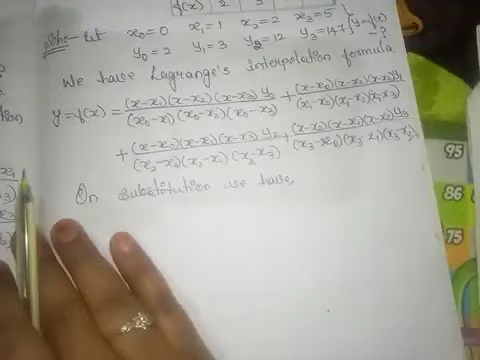 f(x) 2 3
Soln:- Let x₀=0 x₁=1 x₂=2 x₃=5 } y=f(x)
y₀=2 y₁=3 y₂=12 y₃=147 -?
We have Lagrange's interpolation formula
y=f(x)= (x-x₁)(x-x₂)(x-x₃) y₀ / (x₀-x₁)(x₀-x₂)(x₀-x₃) + (x-x₀)(x-x₂)(x-x₃)y₁ / (x₁-x₀)(x₁-x₂)(x₁-x₃)
+ (x-x₀)(x-x₁)(x-x₃) y₂ / (x₂-x₀)(x₂-x₁)(x₂-x₃) + (x-x₀)(x-x₁)(x-x₂) y₃ / (x₃-x₀)(x₃-x₁)(x₃-x₂)
On substitution we have,
95
86
75